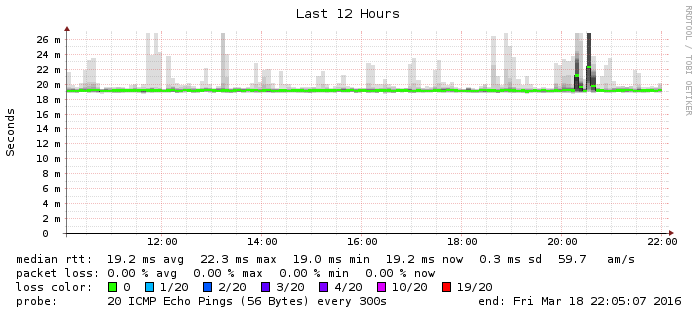 Last 12 Hours
RRDTOOL / TOBI OETIKER
Seconds
26 m
24 m
22 m
20 m
18 m
16 m
14 m
12 m
10 m
8 m
6 m
4 m
2 m
0
12:00 14:00 16:00 18:00 20:00 22:00
median rtt: 19.2 ms avg 22.3 ms max 19.0 ms min 19.2 ms now 0.3 ms sd 59.7 am/s
packet loss: 0.00 % avg 0.00 % max 0.00 % min 0.00 % now
loss color: 0 1/20 2/20 3/20 4/20 10/20 19/20
probe: 20 ICMP Echo Pings (56 Bytes) every 300s end: Fri Mar 18 22:05:07 2016